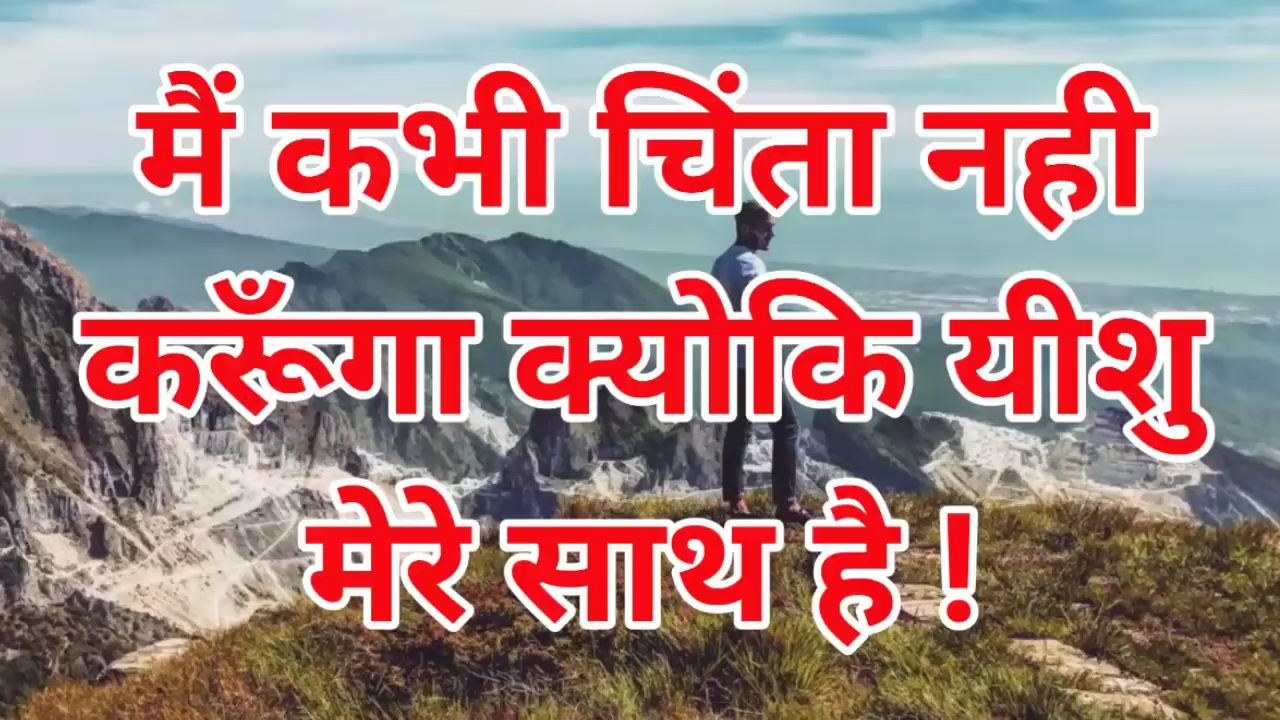 मैं कभी चिंता नही
करूँगा क्योकि यीशु
मेरे साथ है !